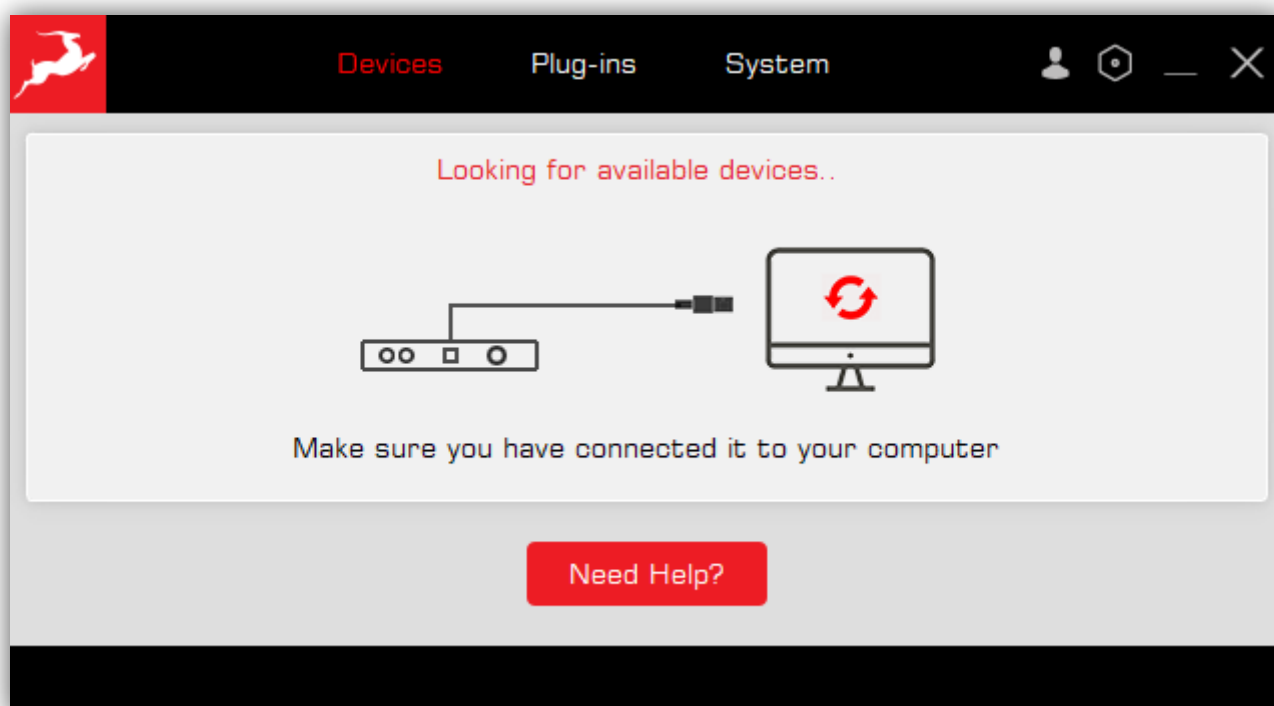 Devices Plug-ins System
Looking for available devices..
Make sure you have connected it to your computer
Need Help?